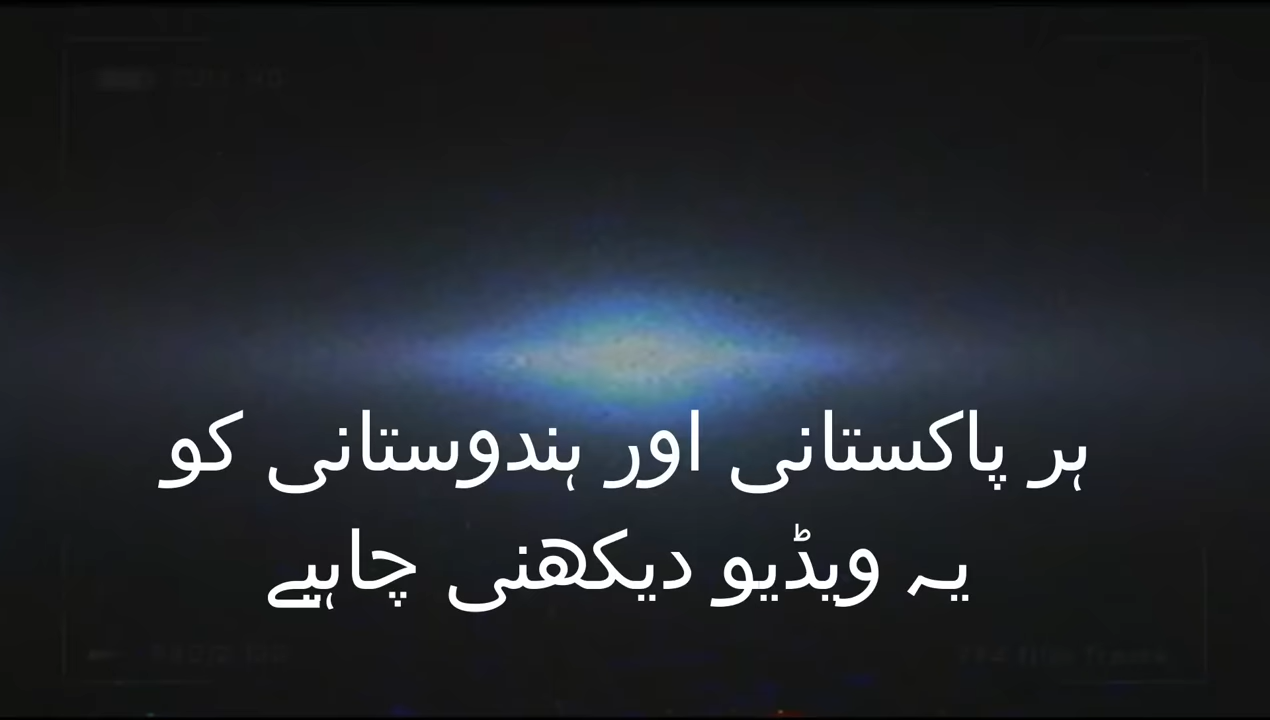 ہر پاکستانی اور ہندوستانی کو
یہ ویڈیو دیکھنی چاہیے